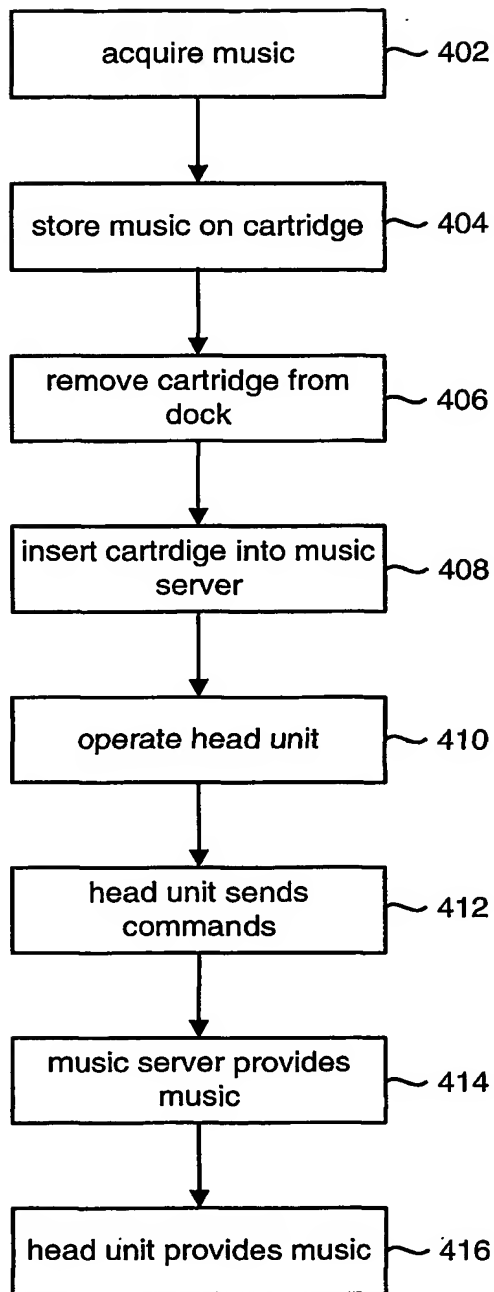 acquire music
402
store music on cartridge
404
remove cartridge from
dock
406
insert cartrdige into music
server
408
operate head unit
410
head unit sends
commands
412
music server provides
music
414
head unit provides music
416